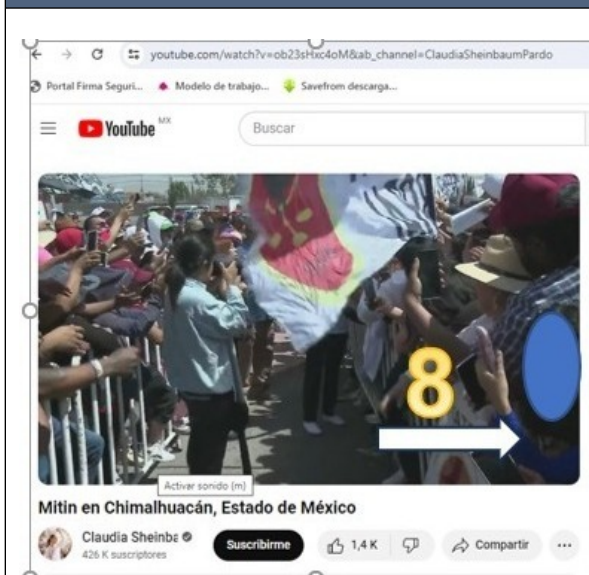 youtube.com/watch?v=ob23sHxc4oM&ab_channel=ClaudiaSheinbaumPardo
Portal Firma Seguri... Modelo de trabajo... Savefrom descarga...
YouTube MX
Buscar
8
Activar sonido (m)
Mitin en Chimalhuacán, Estado de México
Claudia Sheinba
426 K suscriptores
Suscribirme
1,4 K
Compartir